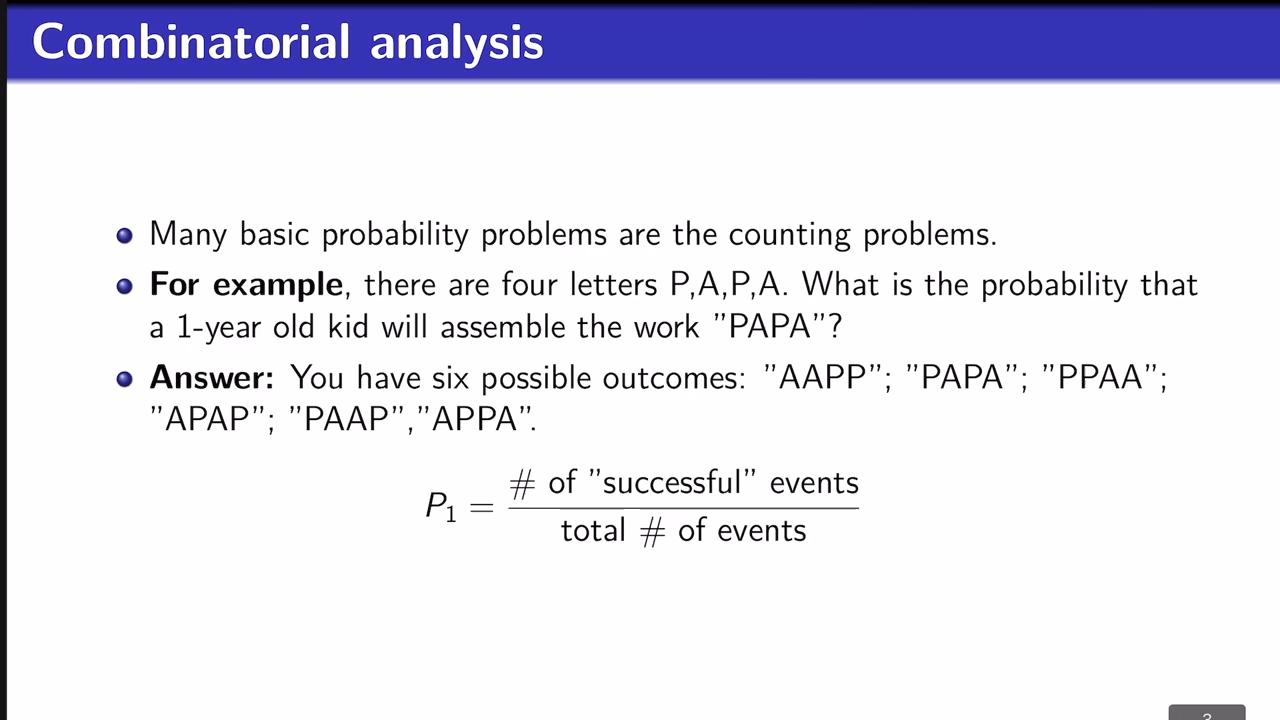 Combinatorial analysis
Many basic probability problems are the counting problems.
For example, there are four letters P,A,P,A. What is the probability that
a 1-year old kid will assemble the work ”PAPA”?
Answer: You have six possible outcomes: ”AAPP”; ”PAPA”; ”PPAA”;
”APAP”; ”PAAP”,”APPA”.
P₁ = # of ”successful” events
total # of events
3